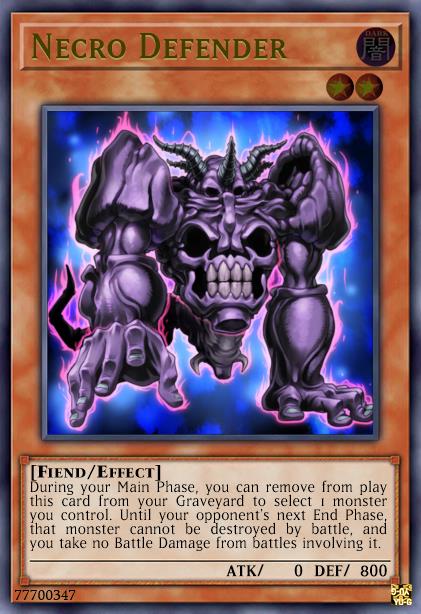 Necro Defender
DARK
闇
[Fiend/Effect]
During your Main Phase, you can remove from play
this card from your Graveyard to select 1 monster
you control. Until your opponent's next End Phase,
that monster cannot be destroyed by battle, and
you take no Battle Damage from battles involving it.
ATK/ 0 DEF/ 800
77700347